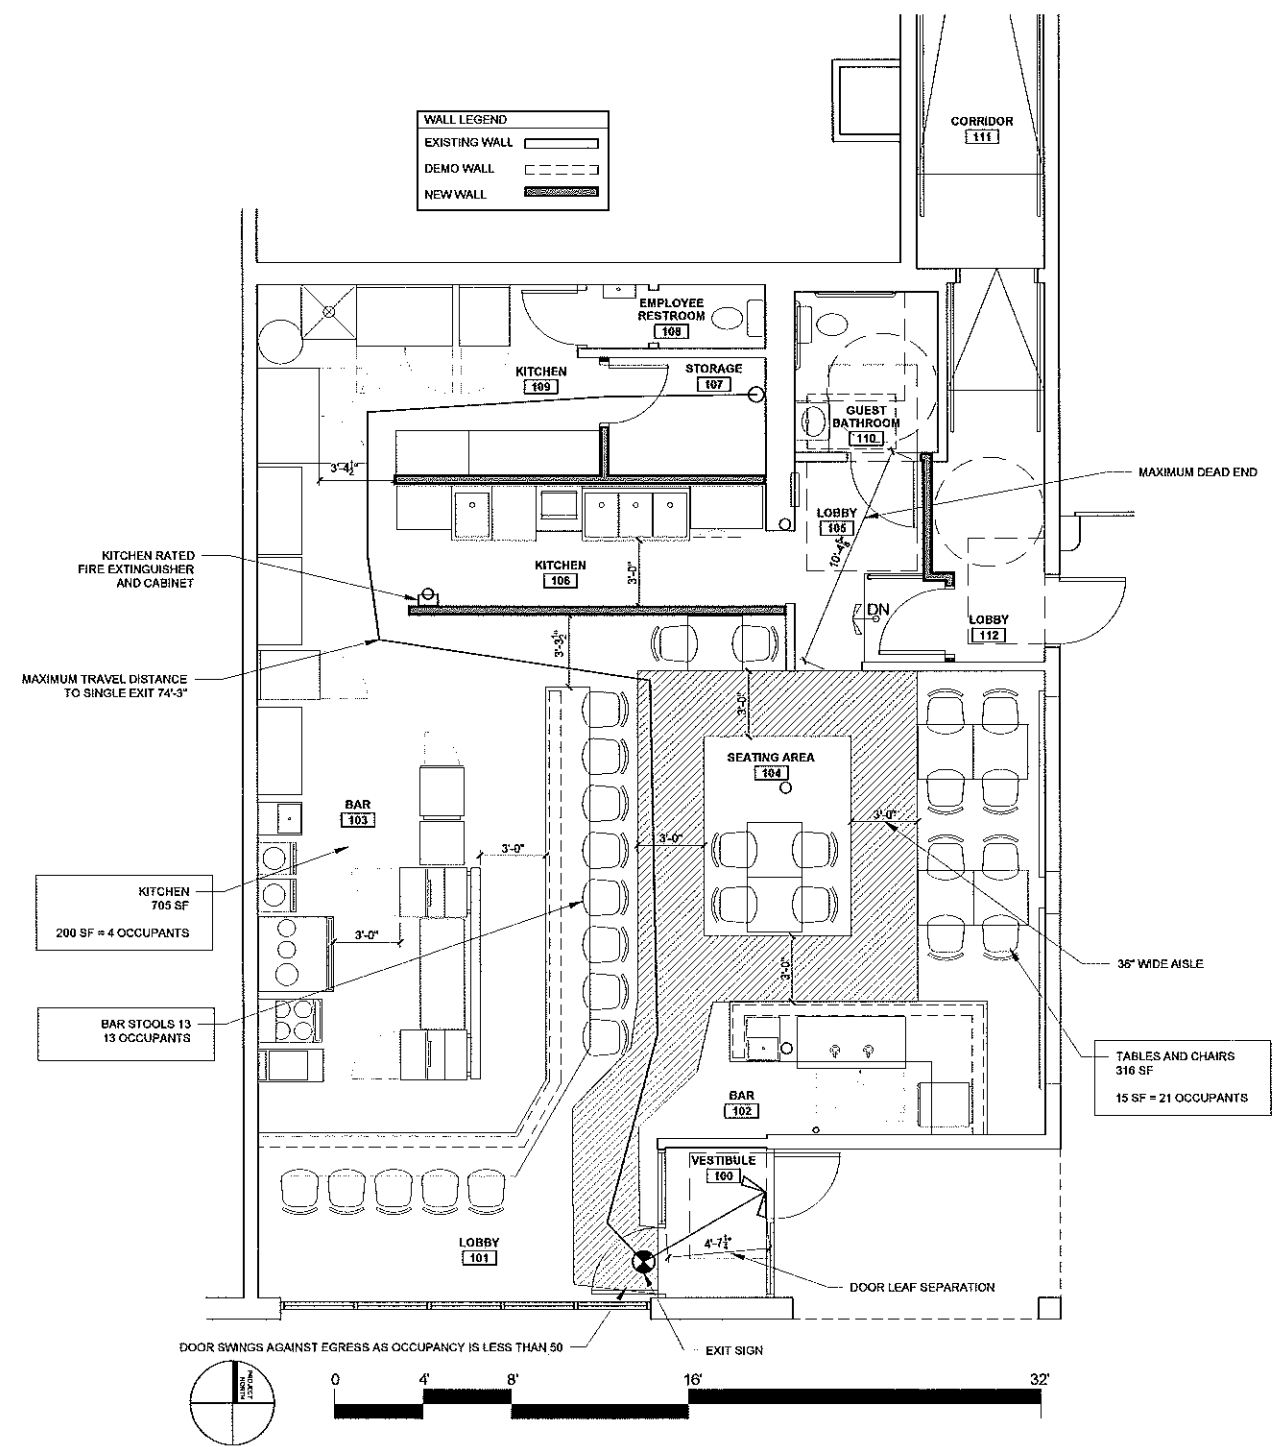 CORRIDOR
111
WALL LEGEND
EXISTING WALL
DEMO WALL
NEW WALL
EMPLOYEE
RESTROOM
108
KITCHEN
109
STORAGE
107
GUEST
BATHROOM
110
3'-4½"
MAXIMUM DEAD END
LOBBY
105
KITCHEN RATED
FIRE EXTINGUISHER
AND CABINET
KITCHEN
106
3'-0"
DN
LOBBY
112
3'-3½"
MAXIMUM TRAVEL DISTANCE
TO SINGLE EXIT 74'-3"
3'-0"
SEATING AREA
104
BAR
103
3'-0"
3'-0"
3'-0"
KITCHEN
705 SF
200 SF = 4 OCCUPANTS
3'-0"
3'-0"
36" WIDE AISLE
BAR STOOLS 13
13 OCCUPANTS
TABLES AND CHAIRS
316 SF
15 SF = 21 OCCUPANTS
BAR
102
VESTIBULE
100
LOBBY
101
4'-7¼"
DOOR LEAF SEPARATION
DOOR SWINGS AGAINST EGRESS AS OCCUPANCY IS LESS THAN 50
EXIT SIGN
PROJECT
NORTH
0 4' 8' 16' 32'